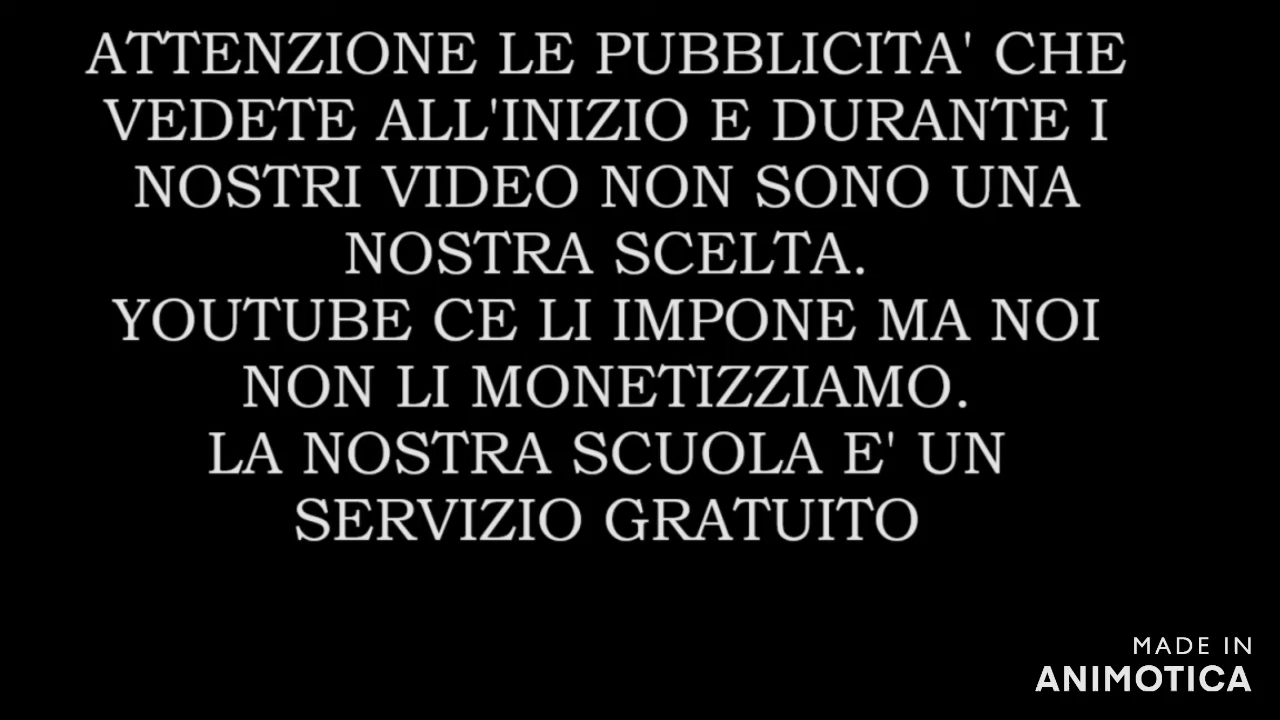 ATTENZIONE LE PUBBLICITA' CHE
VEDETE ALL'INIZIO E DURANTE I
NOSTRI VIDEO NON SONO UNA
NOSTRA SCELTA.
YOUTUBE CE LI IMPONE MA NOI
NON LI MONETIZZIAMO.
LA NOSTRA SCUOLA E' UN
SERVIZIO GRATUITO
MADE IN
ANIMOTICA